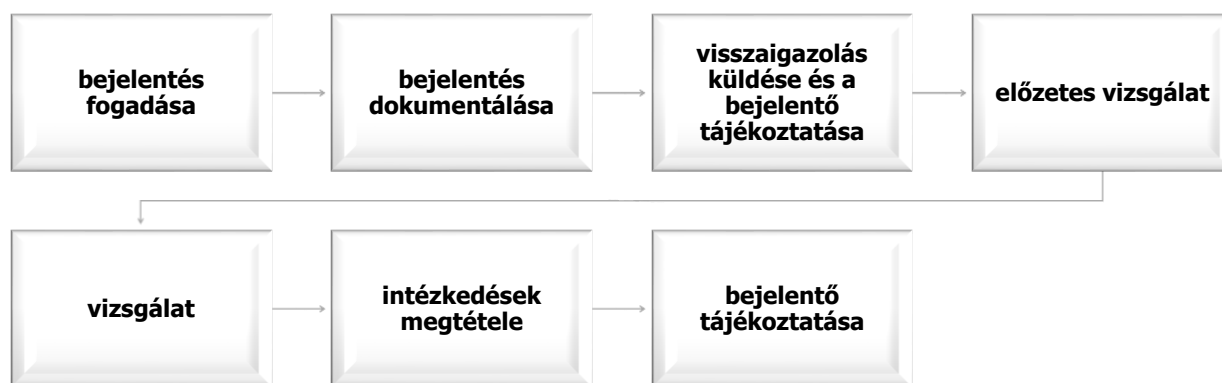 bejelentés
fogadása
bejelentés
dokumentálása
visszaigazolás
küldése és a
bejelentő
tájékoztatása
előzetes vizsgálat
vizsgálat
intézkedések
megtétele
bejelentő
tájékoztatása